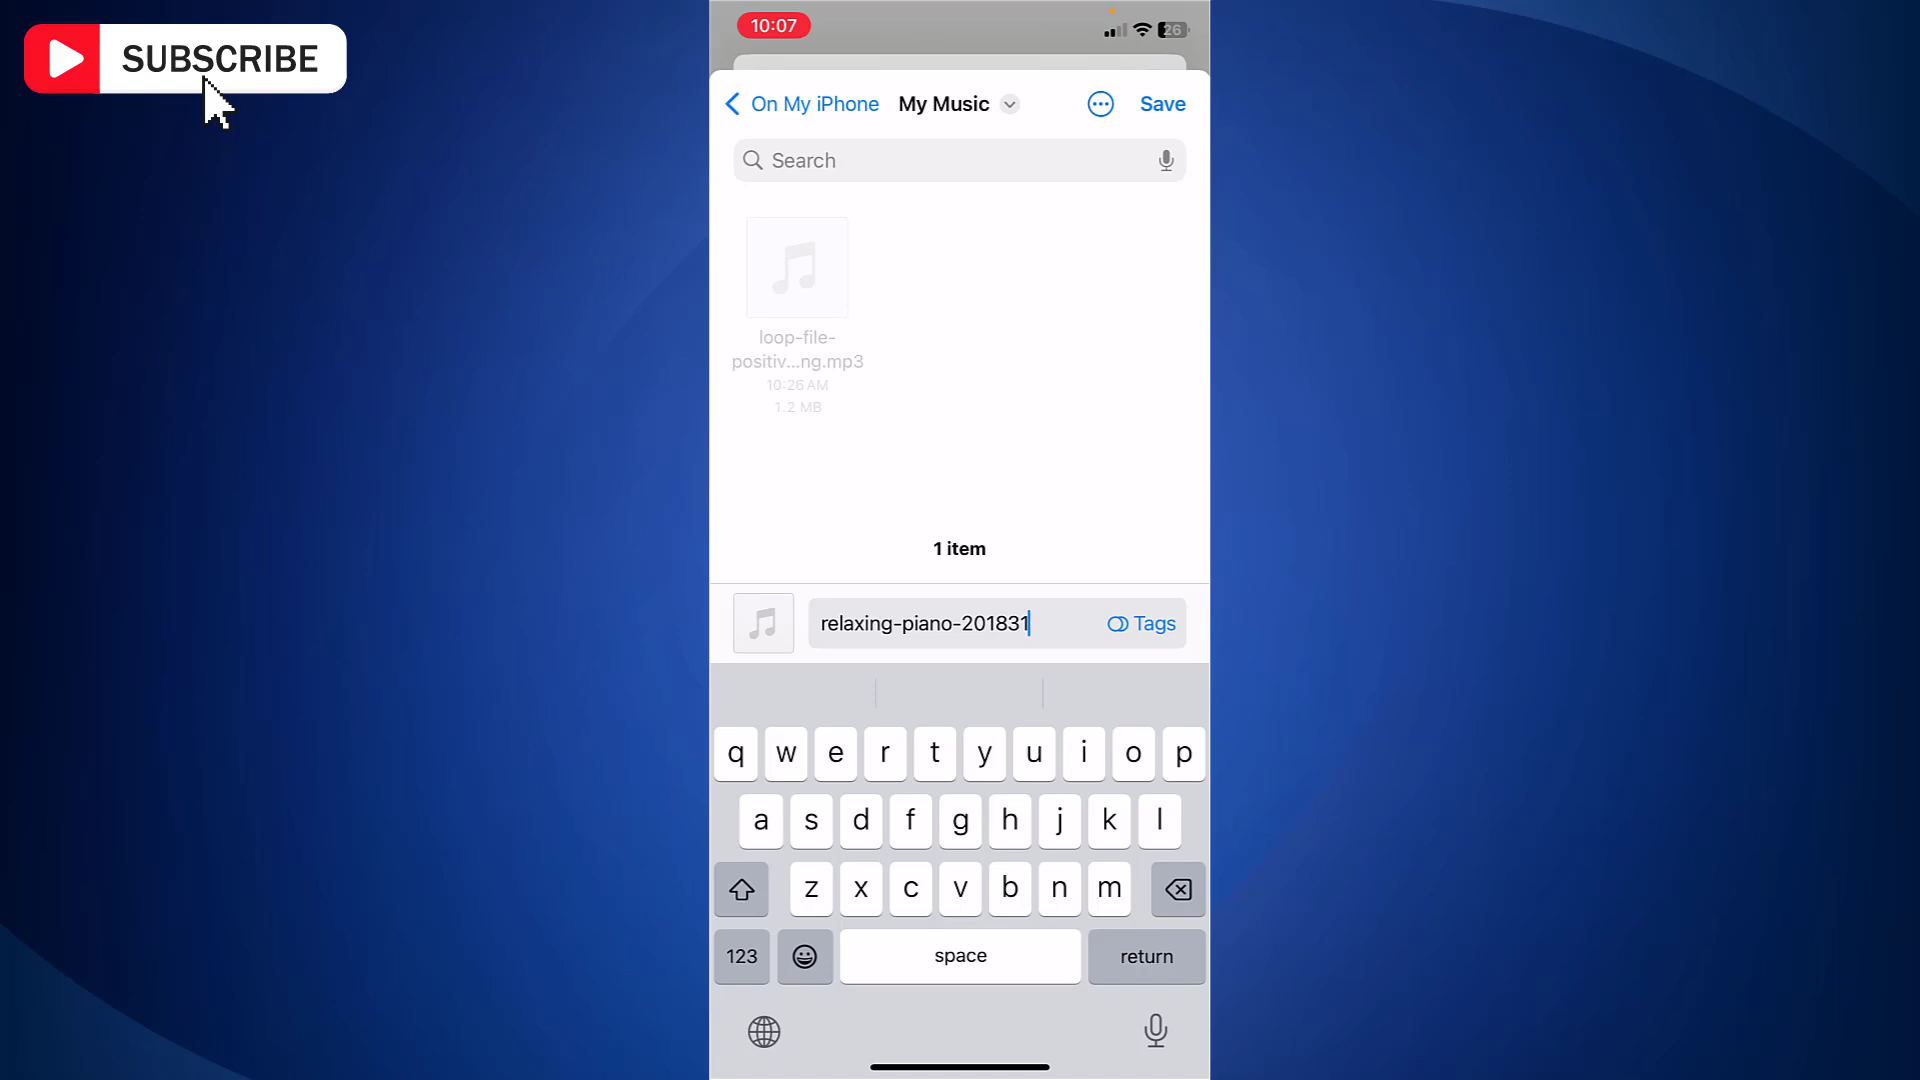 SUBSCRIBE
10:07
26
On My iPhone My Music Save
Search
loop-file-
positiv...ng.mp3
10:26 AM
1.2 MB
1 item
relaxing-piano-201831 Tags
q w e r t y u i o p
a s d f g h j k l
z x c v b n m
123 space return